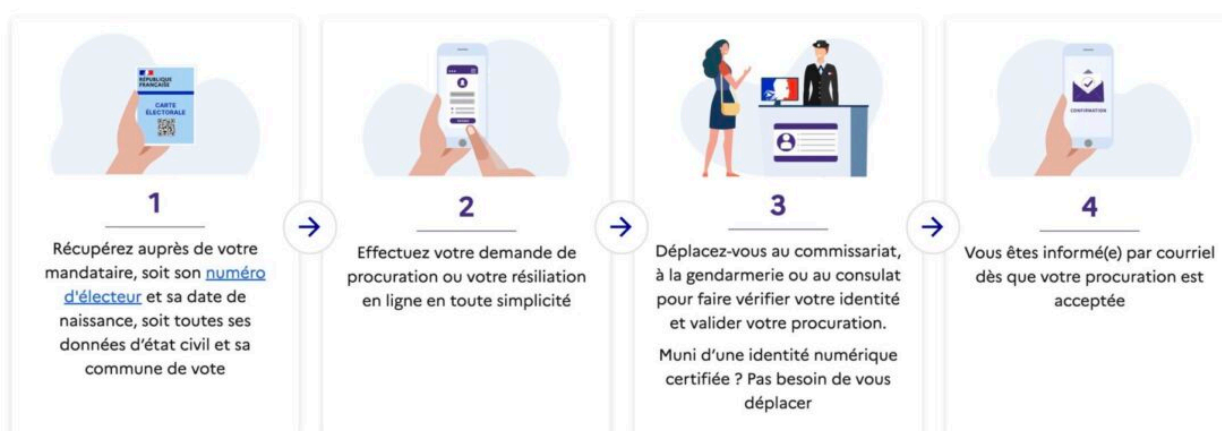 RÉPUBLIQUE
FRANÇAISE
CARTE
ÉLECTORALE
1
Récupérez auprès de votre
mandataire, soit son numéro
d'électeur et sa date de
naissance, soit toutes ses
données d'état civil et sa
commune de vote
2
Effectuez votre demande de
procuration ou votre résiliation
en ligne en toute simplicité
3
Déplacez-vous au commissariat,
à la gendarmerie ou au consulat
pour faire vérifier votre identité
et valider votre procuration.
Muni d'une identité numérique
certifiée ? Pas besoin de vous
déplacer
CONFIRMATION
4
Vous êtes informé(e) par courriel
dès que votre procuration est
acceptée